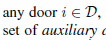 any door i ∈ 𝒟,
set of auxiliary